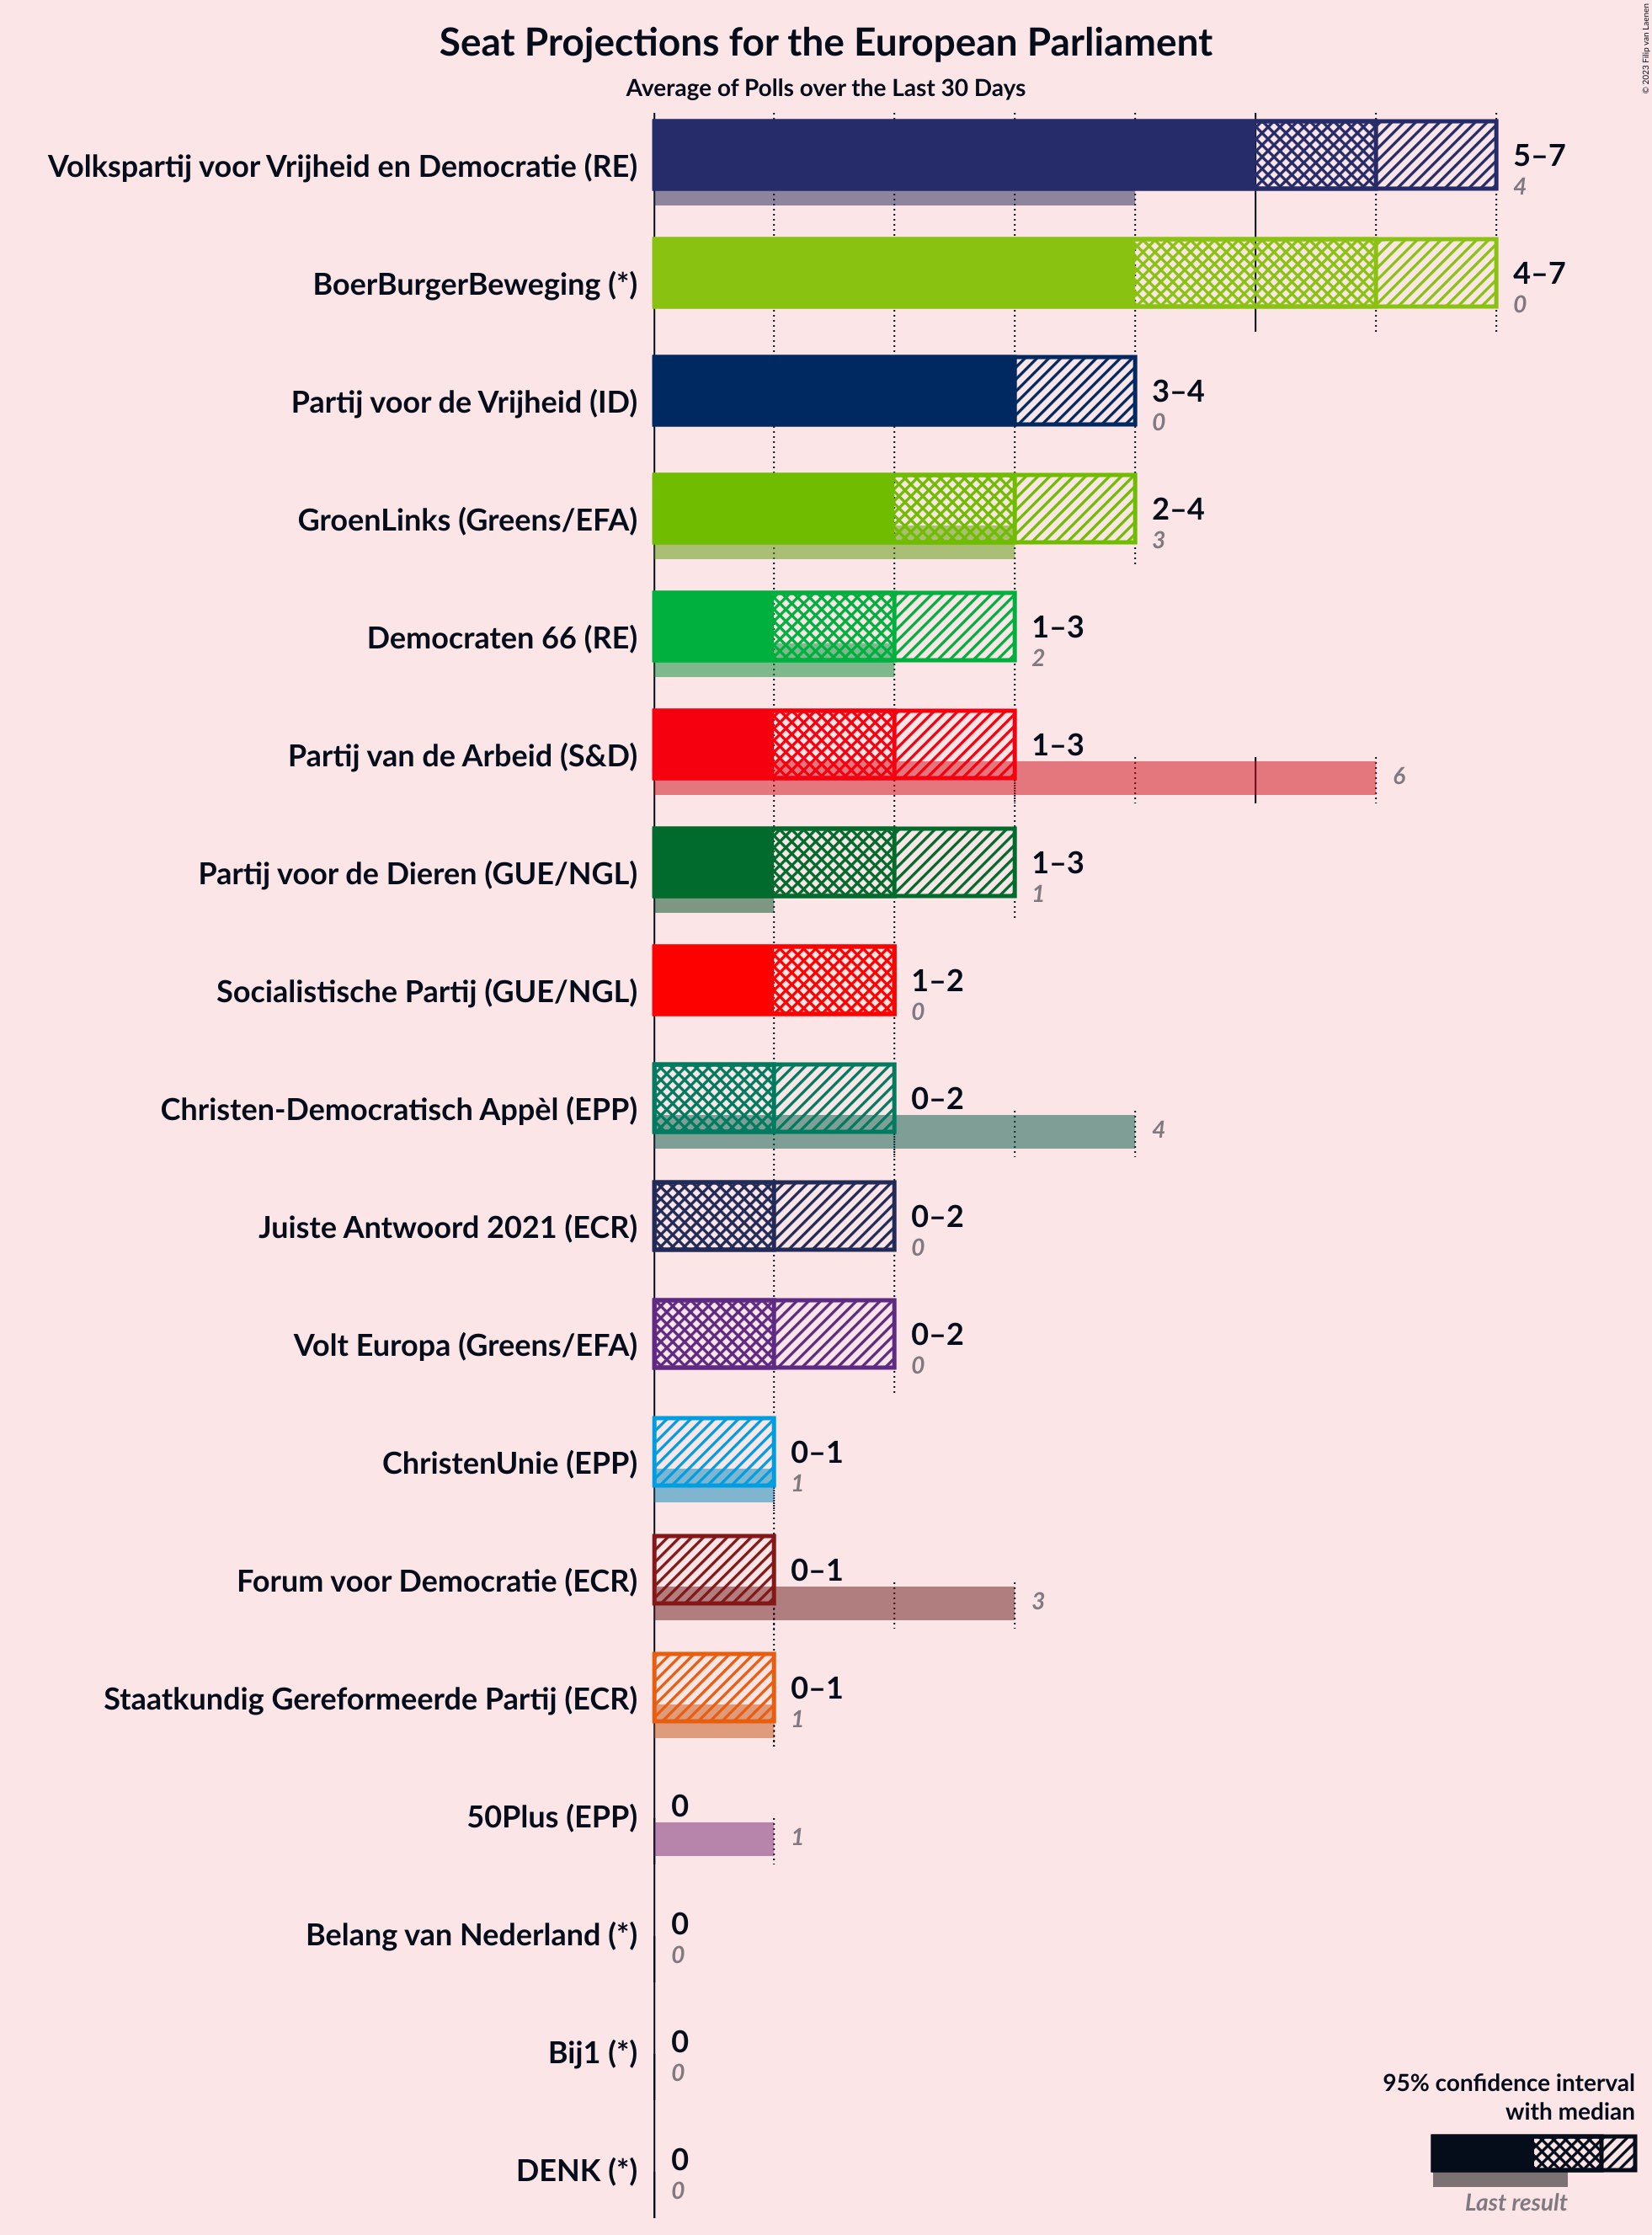 Seat Projections for the European Parliament
Average of Polls over the Last 30 Days
© 2023 Filip van Laenen
Volkspartij voor Vrijheid en Democratie (RE)
5–7
4
BoerBurgerBeweging (*)
4–7
0
Partij voor de Vrijheid (ID)
3–4
0
GroenLinks (Greens/EFA)
2–4
3
Democraten 66 (RE)
1–3
2
Partij van de Arbeid (S&D)
1–3
6
Partij voor de Dieren (GUE/NGL)
1–3
1
Socialistische Partij (GUE/NGL)
1–2
0
Christen-Democratisch Appèl (EPP)
0–2
4
Juiste Antwoord 2021 (ECR)
0–2
0
Volt Europa (Greens/EFA)
0–2
0
ChristenUnie (EPP)
0–1
1
Forum voor Democratie (ECR)
0–1
3
Staatkundig Gereformeerde Partij (ECR)
0–1
1
50Plus (EPP)
0
1
Belang van Nederland (*)
0
0
Bij1 (*)
0
0
DENK (*)
0
0
95% confidence interval
with median
Last result